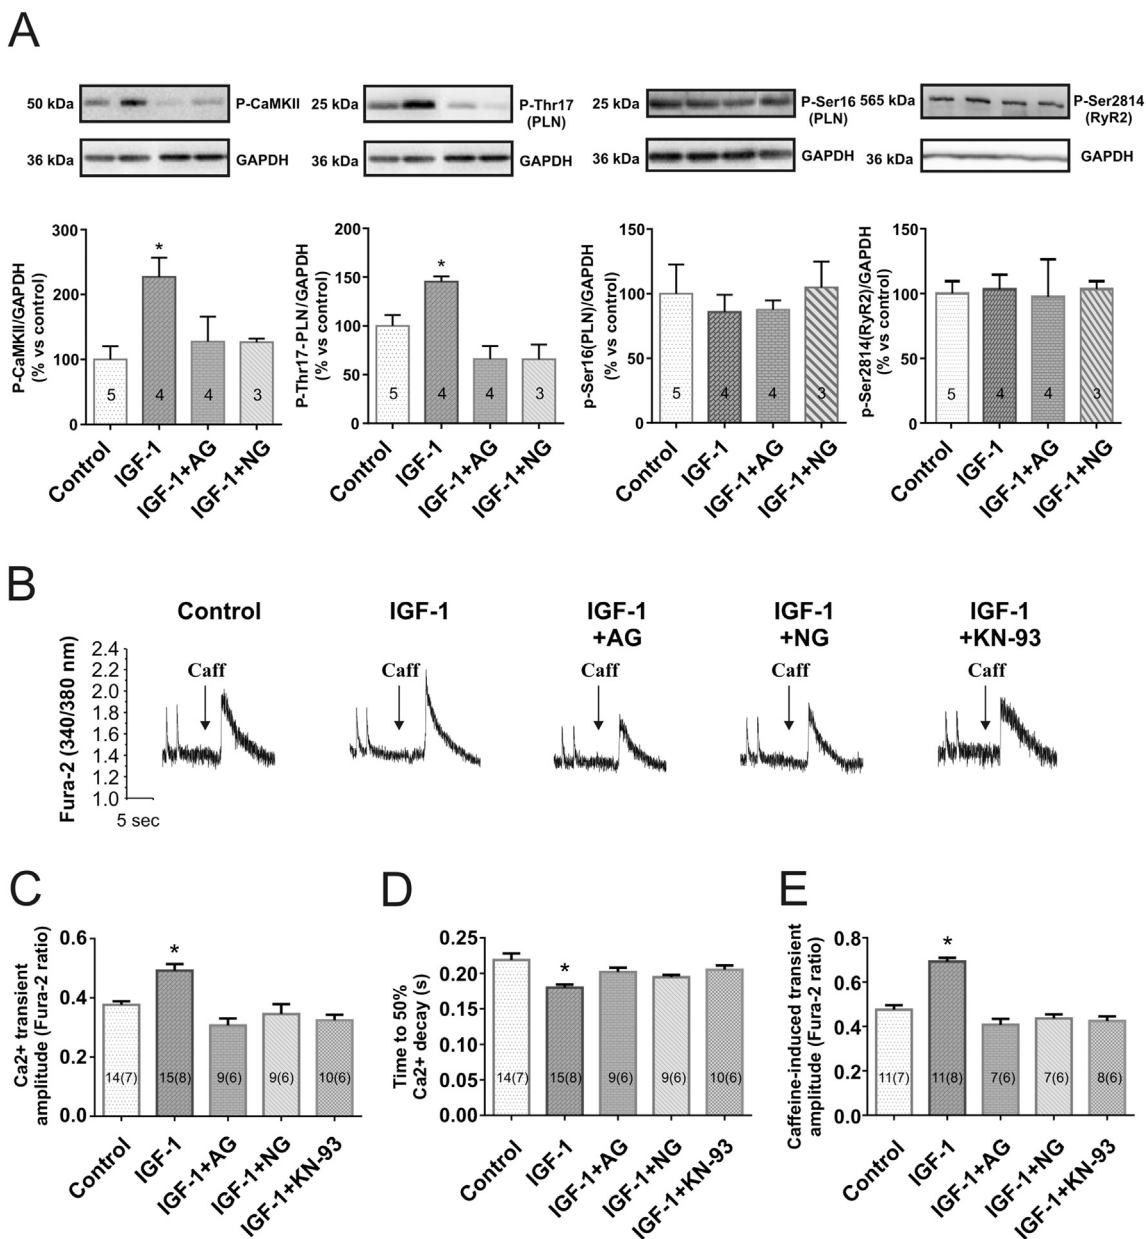 A
50 kDa
P-CaMKII
36 kDa
GAPDH
25 kDa
P-Thr17
(PLN)
36 kDa
GAPDH
25 kDa
P-Ser16
(PLN)
36 kDa
GAPDH
565 kDa
P-Ser2814
(RyR2)
36 kDa
GAPDH
P-CaMKII/GAPDH
(% vs control)
300
200
100
0
*
5
4
4
3
Control
IGF-1
IGF-1+AG
IGF-1+NG
P-Thr17-PLN/GAPDH
(% vs control)
200
150
100
50
0
*
5
4
4
3
Control
IGF-1
IGF-1+AG
IGF-1+NG
p-Ser16(PLN)/GAPDH
(% vs control)
150
100
50
0
5
4
4
3
Control
IGF-1
IGF-1+AG
IGF-1+NG
p-Ser2814(RyR2)/GAPDH
(% vs control)
150
100
50
0
5
4
4
3
Control
IGF-1
IGF-1+AG
IGF-1+NG
B
Control
IGF-1
IGF-1
+AG
IGF-1
+NG
IGF-1
+KN-93
Fura-2 (340/380 nm)
2.4
2.2
2.0
1.8
1.6
1.4
1.2
1.0
5 sec
Caff
Caff
Caff
Caff
Caff
C
Ca2+ transient
amplitude (Fura-2 ratio)
0.6
0.4
0.2
0.0
*
14(7)
15(8)
9(6)
9(6)
10(6)
Control
IGF-1
IGF-1+AG
IGF-1+NG
IGF-1+KN-93
D
Time to 50%
Ca2+ decay (s)
0.25
0.20
0.15
0.10
0.05
0.00
*
14(7)
15(8)
9(6)
9(6)
10(6)
Control
IGF-1
IGF-1+AG
IGF-1+NG
IGF-1+KN-93
E
Caffeine-induced transient
amplitude (Fura-2 ratio)
0.8
0.6
0.4
0.2
0.0
*
11(7)
11(8)
7(6)
7(6)
8(6)
Control
IGF-1
IGF-1+AG
IGF-1+NG
IGF-1+KN-93